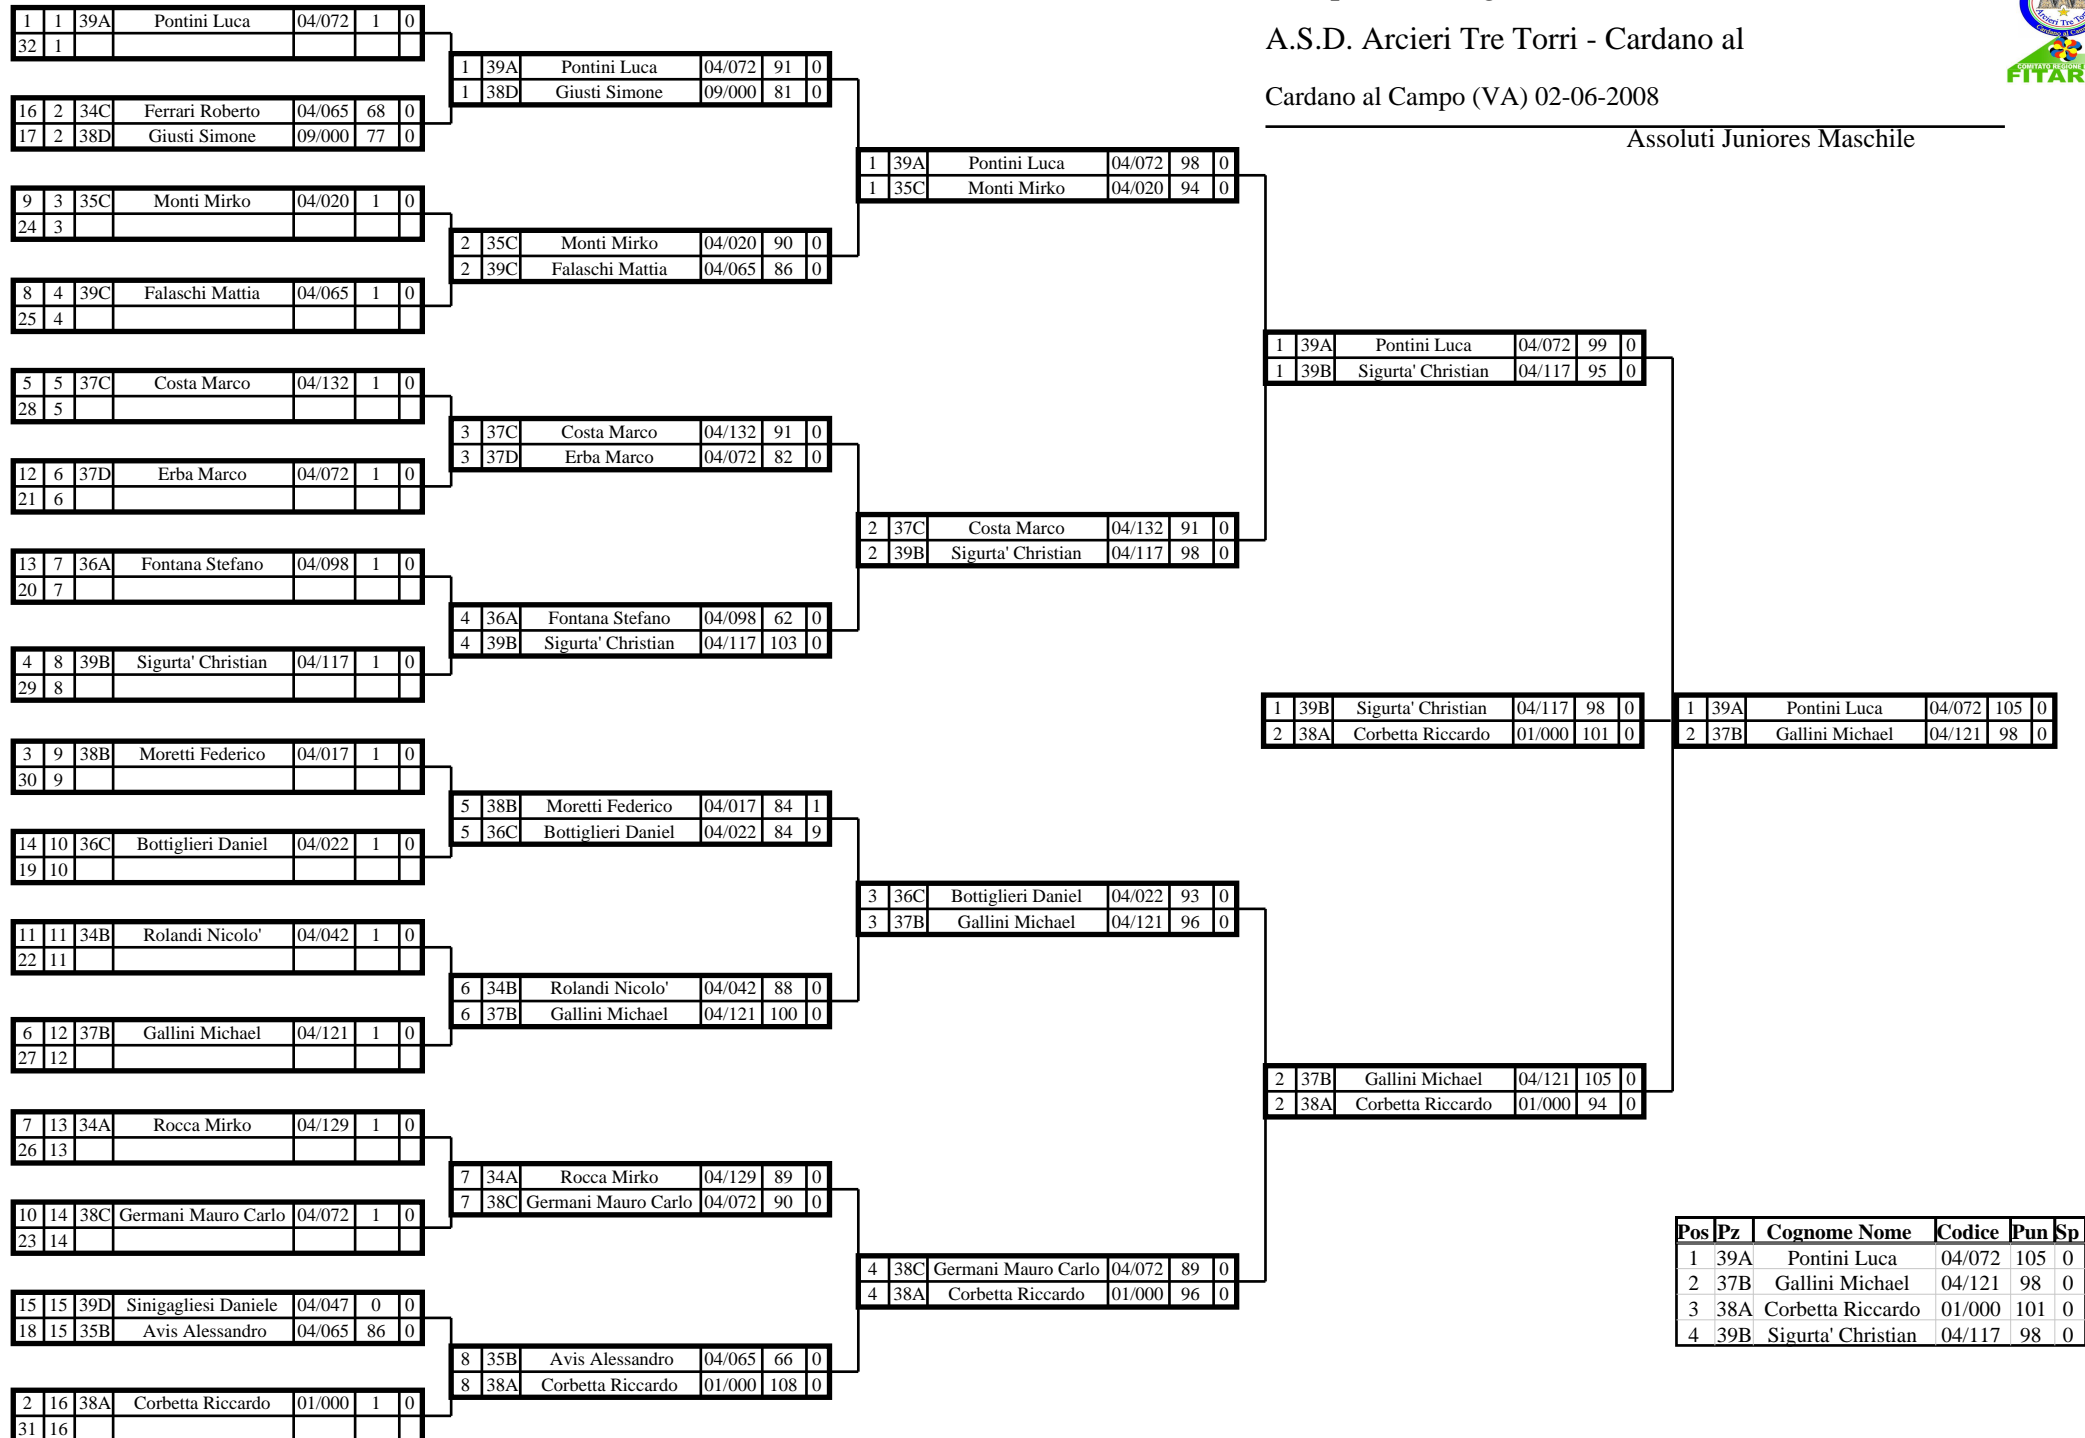 A.S.D. Arcieri Tre Torri - Cardano al
Cardano al Campo (VA) 02-06-2008
Assoluti Juniores Maschile
FITAR
1 1 39A Pontini Luca 04/072 1 0
32 1
16 2 34C Ferrari Roberto 04/065 68 0
17 2 38D Giusti Simone 09/000 77 0
9 3 35C Monti Mirko 04/020 1 0
24 3
8 4 39C Falaschi Mattia 04/065 1 0
25 4
5 5 37C Costa Marco 04/132 1 0
28 5
12 6 37D Erba Marco 04/072 1 0
21 6
13 7 36A Fontana Stefano 04/098 1 0
20 7
4 8 39B Sigurta' Christian 04/117 1 0
29 8
3 9 38B Moretti Federico 04/017 1 0
30 9
14 10 36C Bottiglieri Daniel 04/022 1 0
19 10
11 11 34B Rolandi Nicolo' 04/042 1 0
22 11
6 12 37B Gallini Michael 04/121 1 0
27 12
7 13 34A Rocca Mirko 04/129 1 0
26 13
10 14 38C Germani Mauro Carlo 04/072 1 0
23 14
15 15 39D Sinigagliesi Daniele 04/047 0 0
18 15 35B Avis Alessandro 04/065 86 0
2 16 38A Corbetta Riccardo 01/000 1 0
31 16
1 39A Pontini Luca 04/072 91 0
1 38D Giusti Simone 09/000 81 0
2 35C Monti Mirko 04/020 90 0
2 39C Falaschi Mattia 04/065 86 0
3 37C Costa Marco 04/132 91 0
3 37D Erba Marco 04/072 82 0
4 36A Fontana Stefano 04/098 62 0
4 39B Sigurta' Christian 04/117 103 0
5 38B Moretti Federico 04/017 84 1
5 36C Bottiglieri Daniel 04/022 84 9
6 34B Rolandi Nicolo' 04/042 88 0
6 37B Gallini Michael 04/121 100 0
7 34A Rocca Mirko 04/129 89 0
7 38C Germani Mauro Carlo 04/072 90 0
8 35B Avis Alessandro 04/065 66 0
8 38A Corbetta Riccardo 01/000 108 0
1 39A Pontini Luca 04/072 98 0
1 35C Monti Mirko 04/020 94 0
2 37C Costa Marco 04/132 91 0
2 39B Sigurta' Christian 04/117 98 0
3 36C Bottiglieri Daniel 04/022 93 0
3 37B Gallini Michael 04/121 96 0
4 38C Germani Mauro Carlo 04/072 89 0
4 38A Corbetta Riccardo 01/000 96 0
1 39A Pontini Luca 04/072 99 0
1 39B Sigurta' Christian 04/117 95 0
1 39B Sigurta' Christian 04/117 98 0
2 38A Corbetta Riccardo 01/000 101 0
2 37B Gallini Michael 04/121 105 0
2 38A Corbetta Riccardo 01/000 94 0
1 39A Pontini Luca 04/072 105 0
2 37B Gallini Michael 04/121 98 0
Pos Pz Cognome Nome Codice Pun Sp
1 39A Pontini Luca 04/072 105 0
2 37B Gallini Michael 04/121 98 0
3 38A Corbetta Riccardo 01/000 101 0
4 39B Sigurta' Christian 04/117 98 0